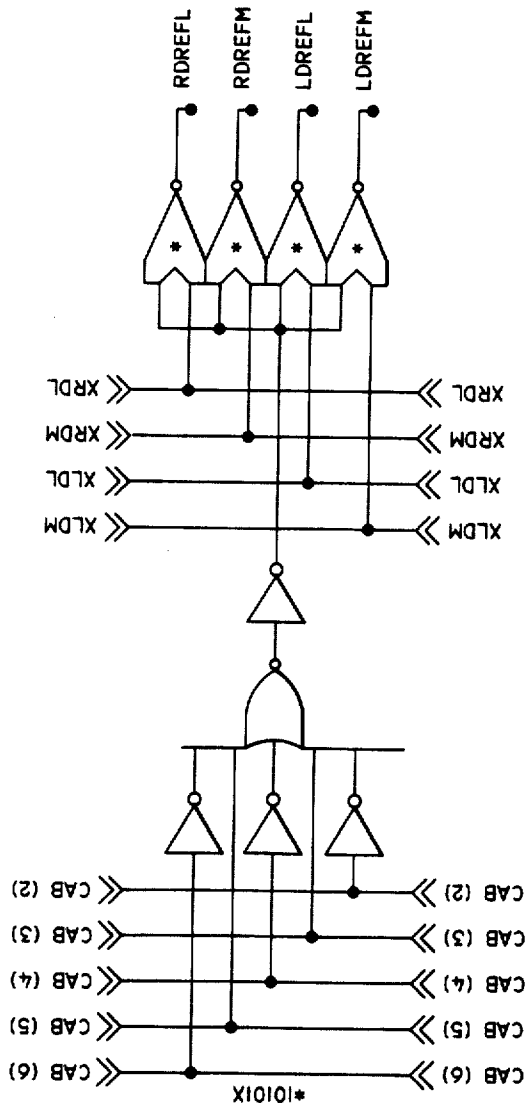 RDREFL
RDREFM
LDREFL
LDREFM
*
*
*
*
XRDL
XRDL
XRDM
XRDM
XLDL
XLDL
XLDM
XLDM
CAB (2)
CAB (2)
CAB (3)
CAB (3)
CAB (4)
CAB (4)
CAB (5)
CAB (5)
CAB (6)
CAB (6)
*10101X